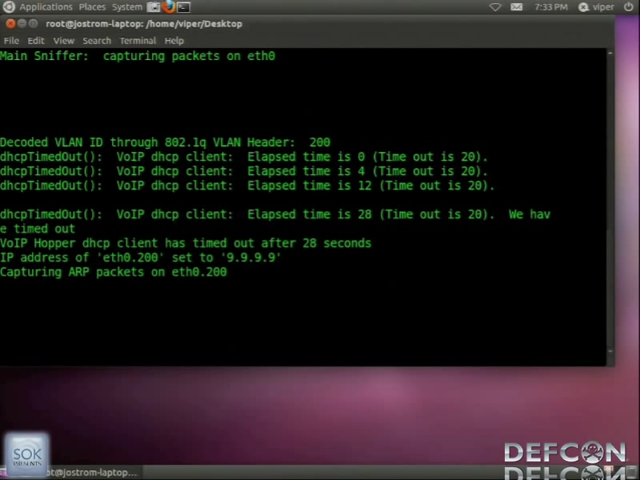 Applications Places System
7:33 PM viper
root@jostrom-laptop: /home/viper/Desktop
File Edit View Search Terminal Help
Main Sniffer:  capturing packets on eth0
Decoded VLAN ID through 802.1q VLAN Header:  200
dhcpTimedOut():  VoIP dhcp client:  Elapsed time is 0 (Time out is 20).
dhcpTimedOut():  VoIP dhcp client:  Elapsed time is 4 (Time out is 20).
dhcpTimedOut():  VoIP dhcp client:  Elapsed time is 12 (Time out is 20).
dhcpTimedOut():  VoIP dhcp client:  Elapsed time is 28 (Time out is 20).  We hav
e timed out
VoIP Hopper dhcp client has timed out after 28 seconds
IP address of 'eth0.200' set to '9.9.9.9'
Capturing ARP packets on eth0.200
SOK
PRESENTS
root@jostrom-laptop...
DEFCON